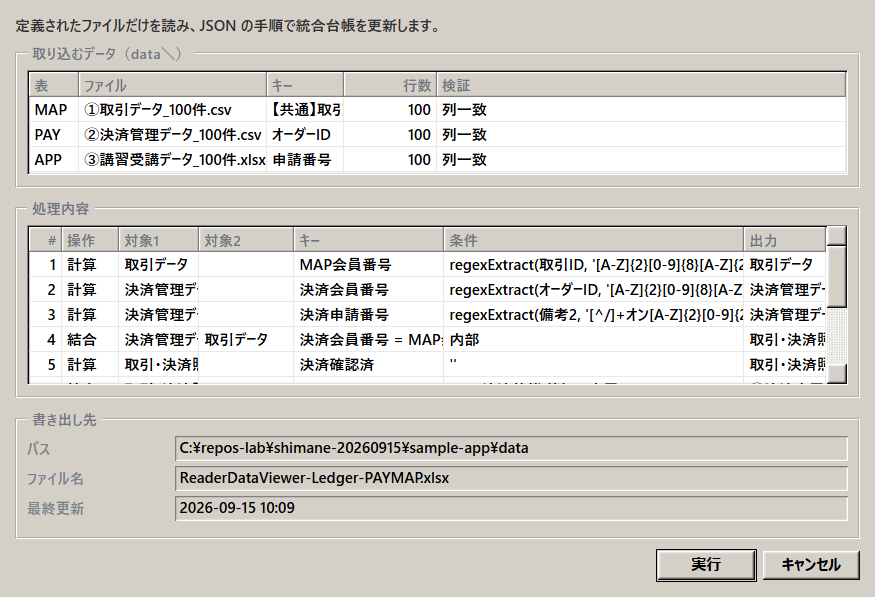 定義されたファイルだけを読み、JSON の手順で統合台帳を更新します。
取り込むデータ（data＼）
表 ファイル キー 行数 検証
MAP ①取引データ_100件.csv 【共通】取引 100 列一致
PAY ②決済管理データ_100件.csv オーダーID 100 列一致
APP ③講習受講データ_100件.xlsx 申請番号 100 列一致
処理内容
# 操作 対象1 対象2 キー 条件 出力
1 計算 取引データ MAP会員番号 regexExtract(取引ID, '[A-Z]{2}[0-9]{8}[A-Z]{2 取引データ
2 計算 決済管理デー 決済会員番号 regexExtract(オーダーID, '[A-Z]{2}[0-9]{8}[A-Z 決済管理デー
3 計算 決済管理デー 決済申請番号 regexExtract(備考2, '[^/]+オン[A-Z]{2}[0-9]{2 決済管理デー
4 結合 決済管理デー 取引データ 決済会員番号 = MAP 内部 取引・決済
5 計算 取引・決済 決済確認済 '' 取引・決済
書き出し先
パス C:¥repos-lab¥shimane-20260915¥sample-app¥data
ファイル名 ReaderDataViewer-Ledger-PAYMAP.xlsx
最終更新 2026-09-15 10:09
実行 キャンセル